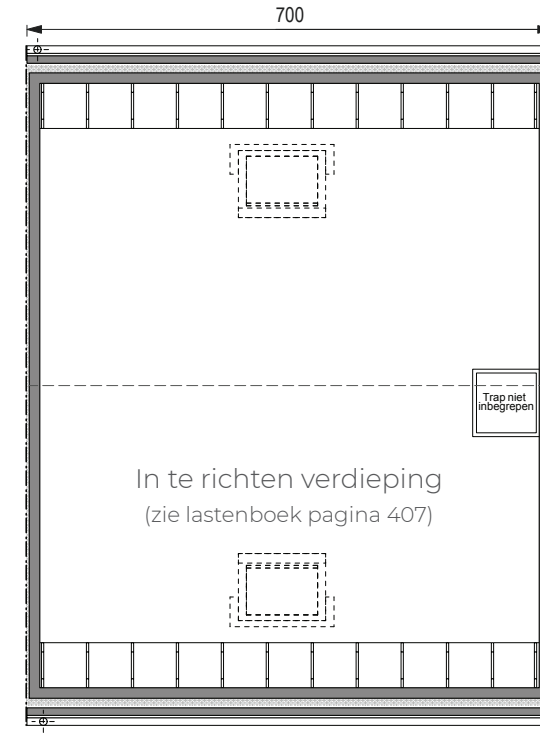 700
Trap niet
inbegrepen
In te richten verdieping
(zie lastenboek pagina 407)